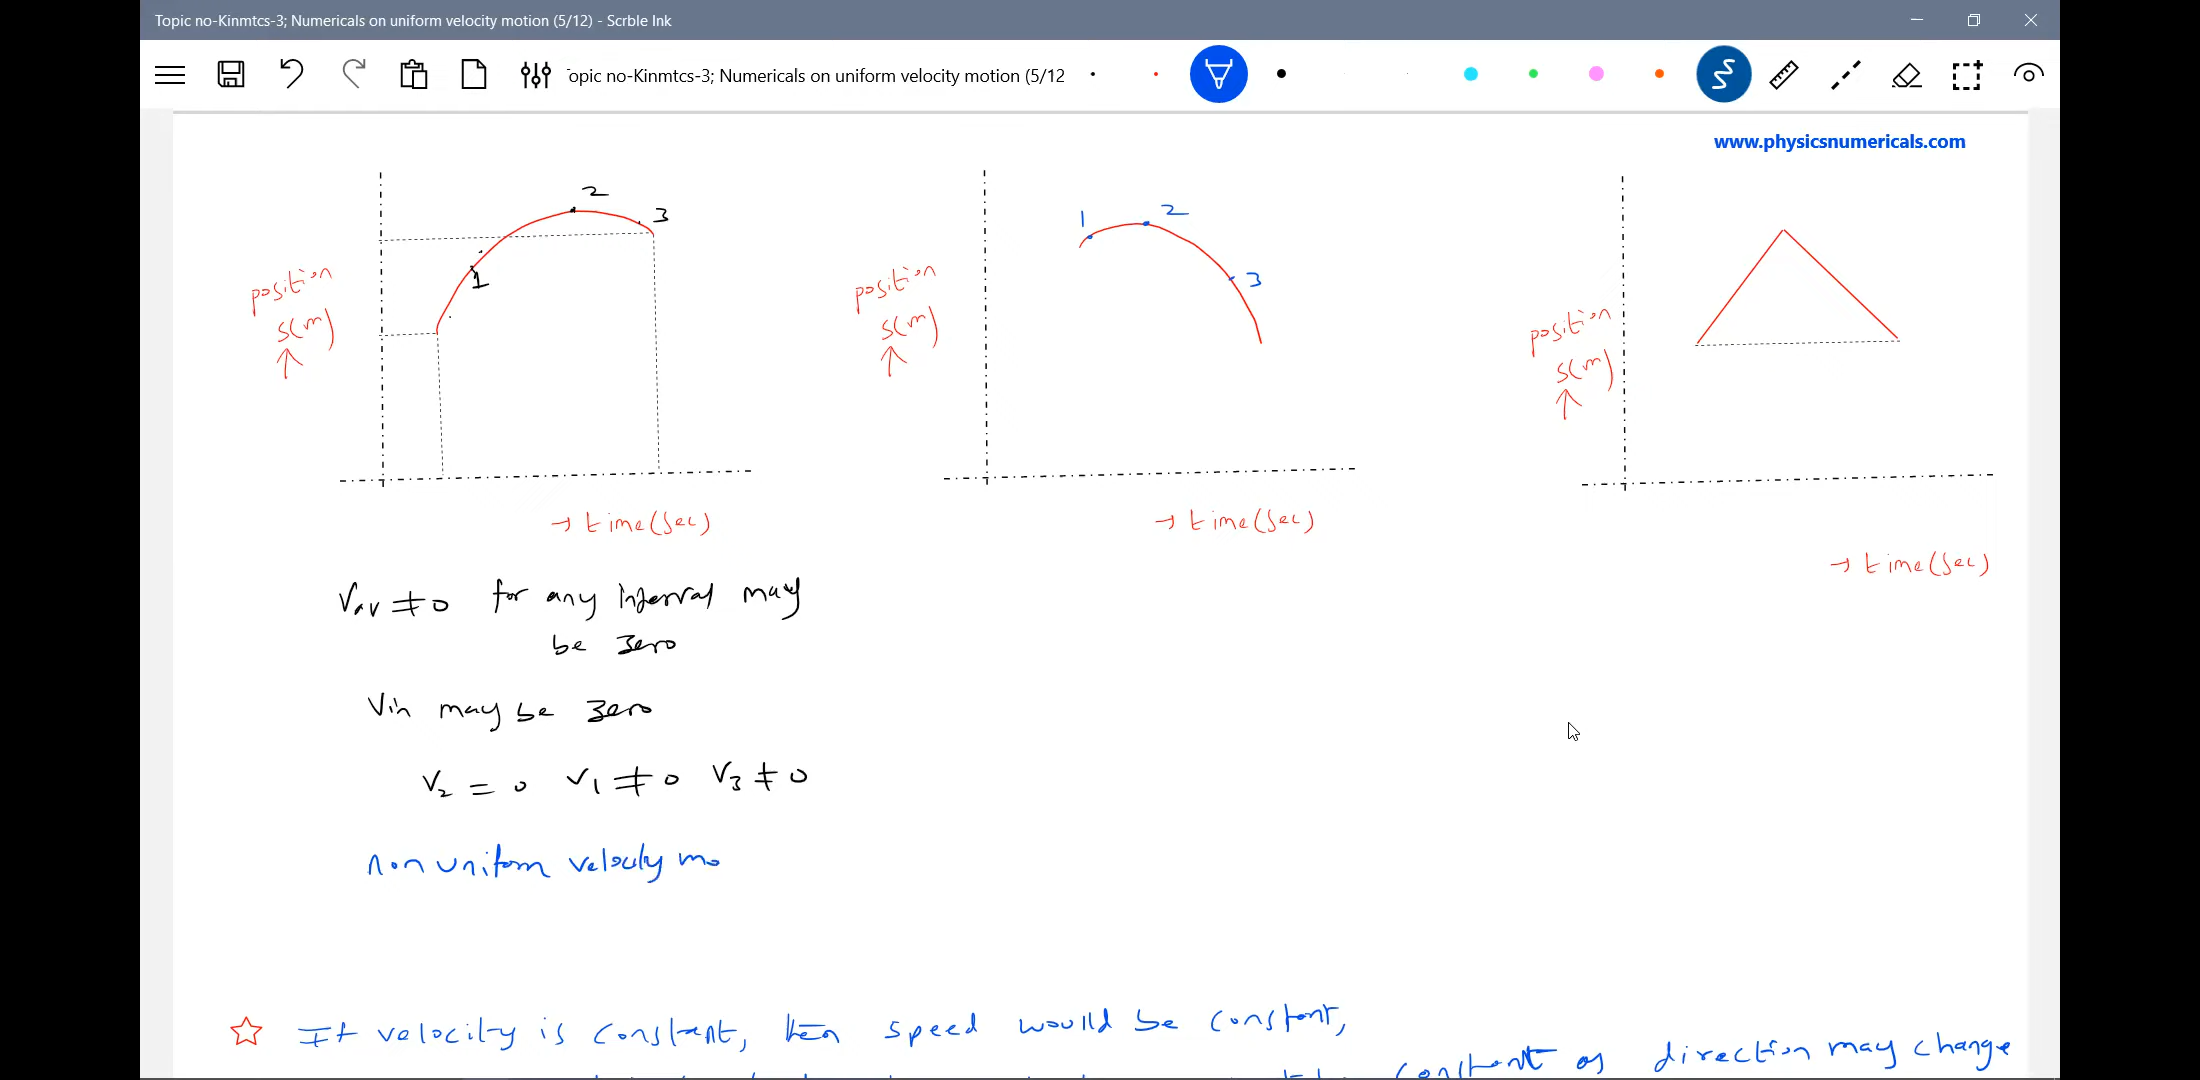 Topic no-Kinmtcs-3; Numericals on uniform velocity motion (5/12) - Scrble Ink
opic no-Kinmtcs-3; Numericals on uniform velocity motion (5/12
www.physicsnumericals.com
2
3
1
position
s(m)
→ time(sec)
1
2
3
position
s(m)
→ time(sec)
position
s(m)
→ time(sec)
Vav ≠ 0 for any interval may
be zero
Vin may be zero
V2 = 0 V1 ≠ 0 V3 ≠ 0
non uniform velocity mo
If velocity is constant, then speed would be constant,
constant as direction may change